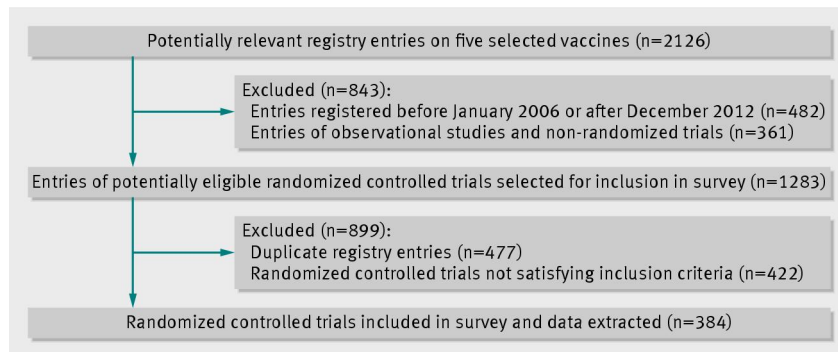 Potentially relevant registry entries on five selected vaccines (n=2126)
Excluded (n=843):
Entries registered before January 2006 or after December 2012 (n=482)
Entries of observational studies and non-randomized trials (n=361)
Entries of potentially eligible randomized controlled trials selected for inclusion in survey (n=1283)
Excluded (n=899):
Duplicate registry entries (n=477)
Randomized controlled trials not satisfying inclusion criteria (n=422)
Randomized controlled trials included in survey and data extracted (n=384)